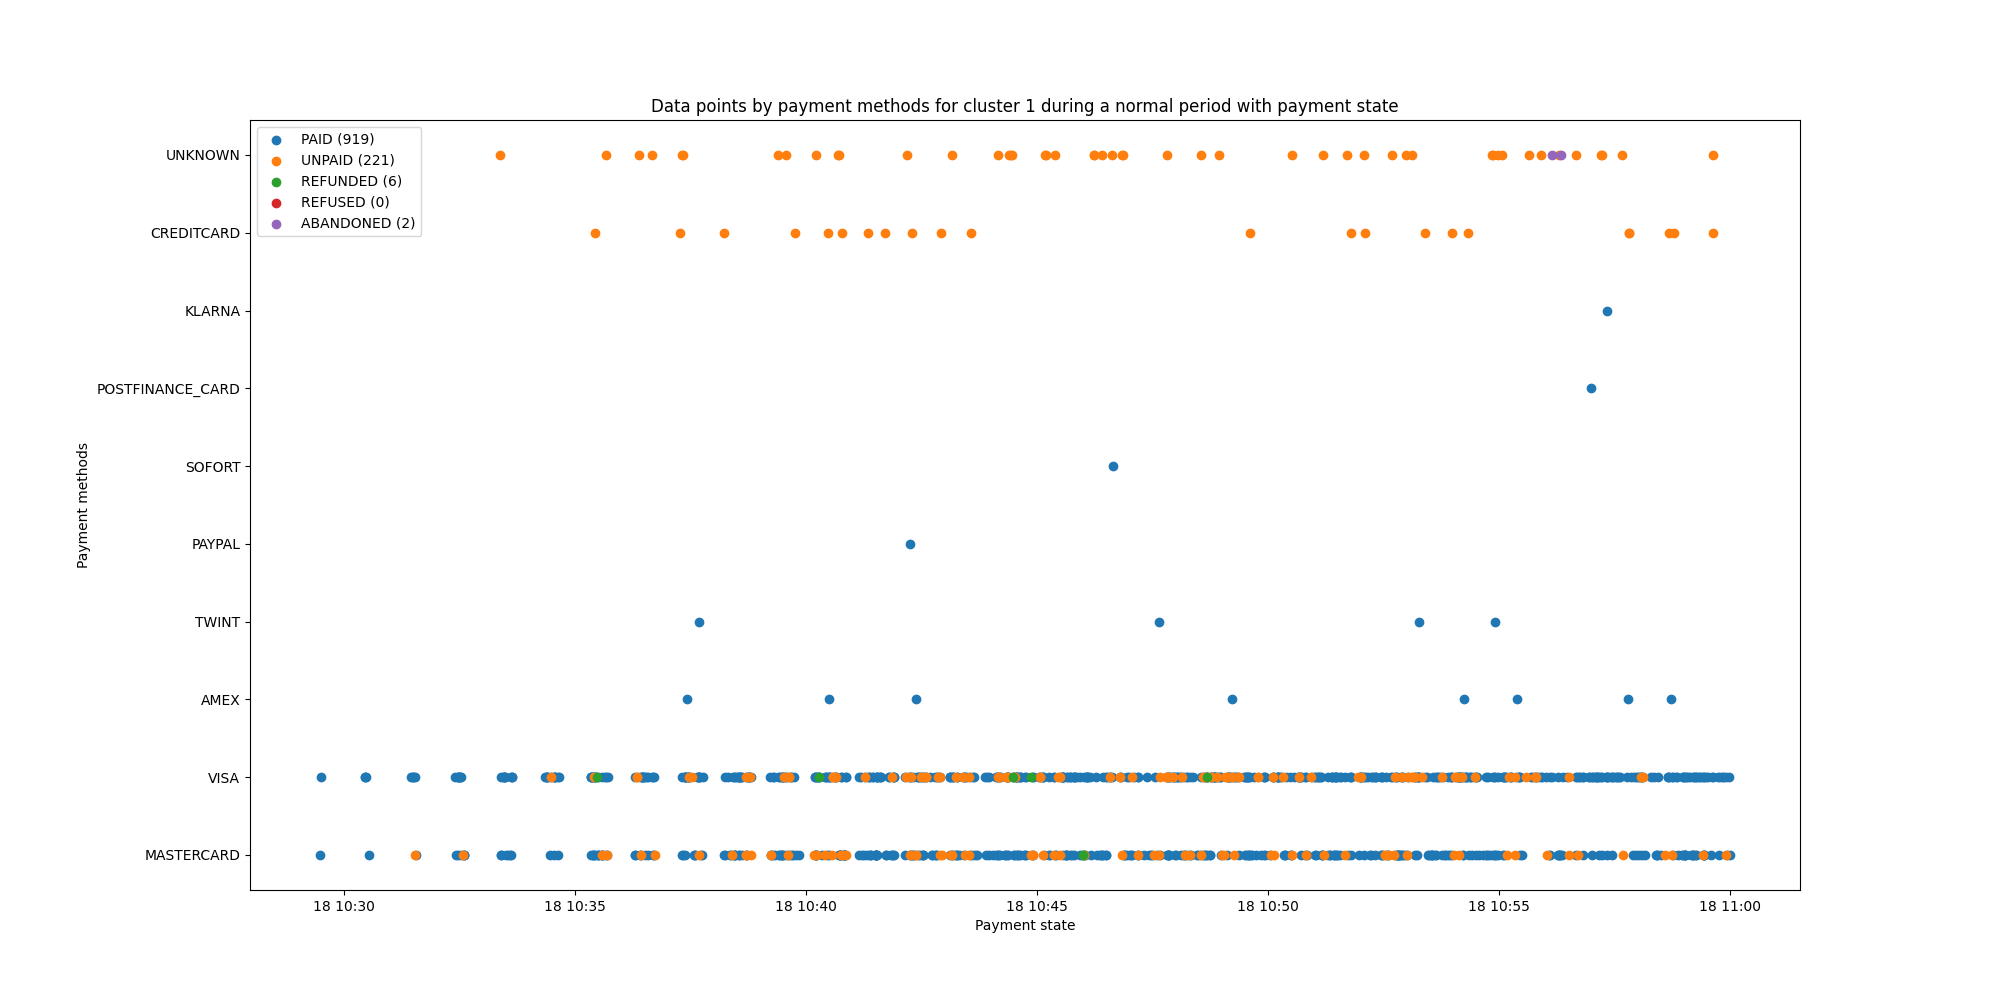 Data points by payment methods for cluster 1 during a normal period with payment state
PAID (919)
UNPAID (221)
REFUNDED (6)
REFUSED (0)
ABANDONED (2)
Payment methods
UNKNOWN
CREDITCARD
KLARNA
POSTFINANCE_CARD
SOFORT
PAYPAL
TWINT
AMEX
VISA
MASTERCARD
18 10:30 18 10:35 18 10:40 18 10:45 18 10:50 18 10:55 18 11:00
Payment state